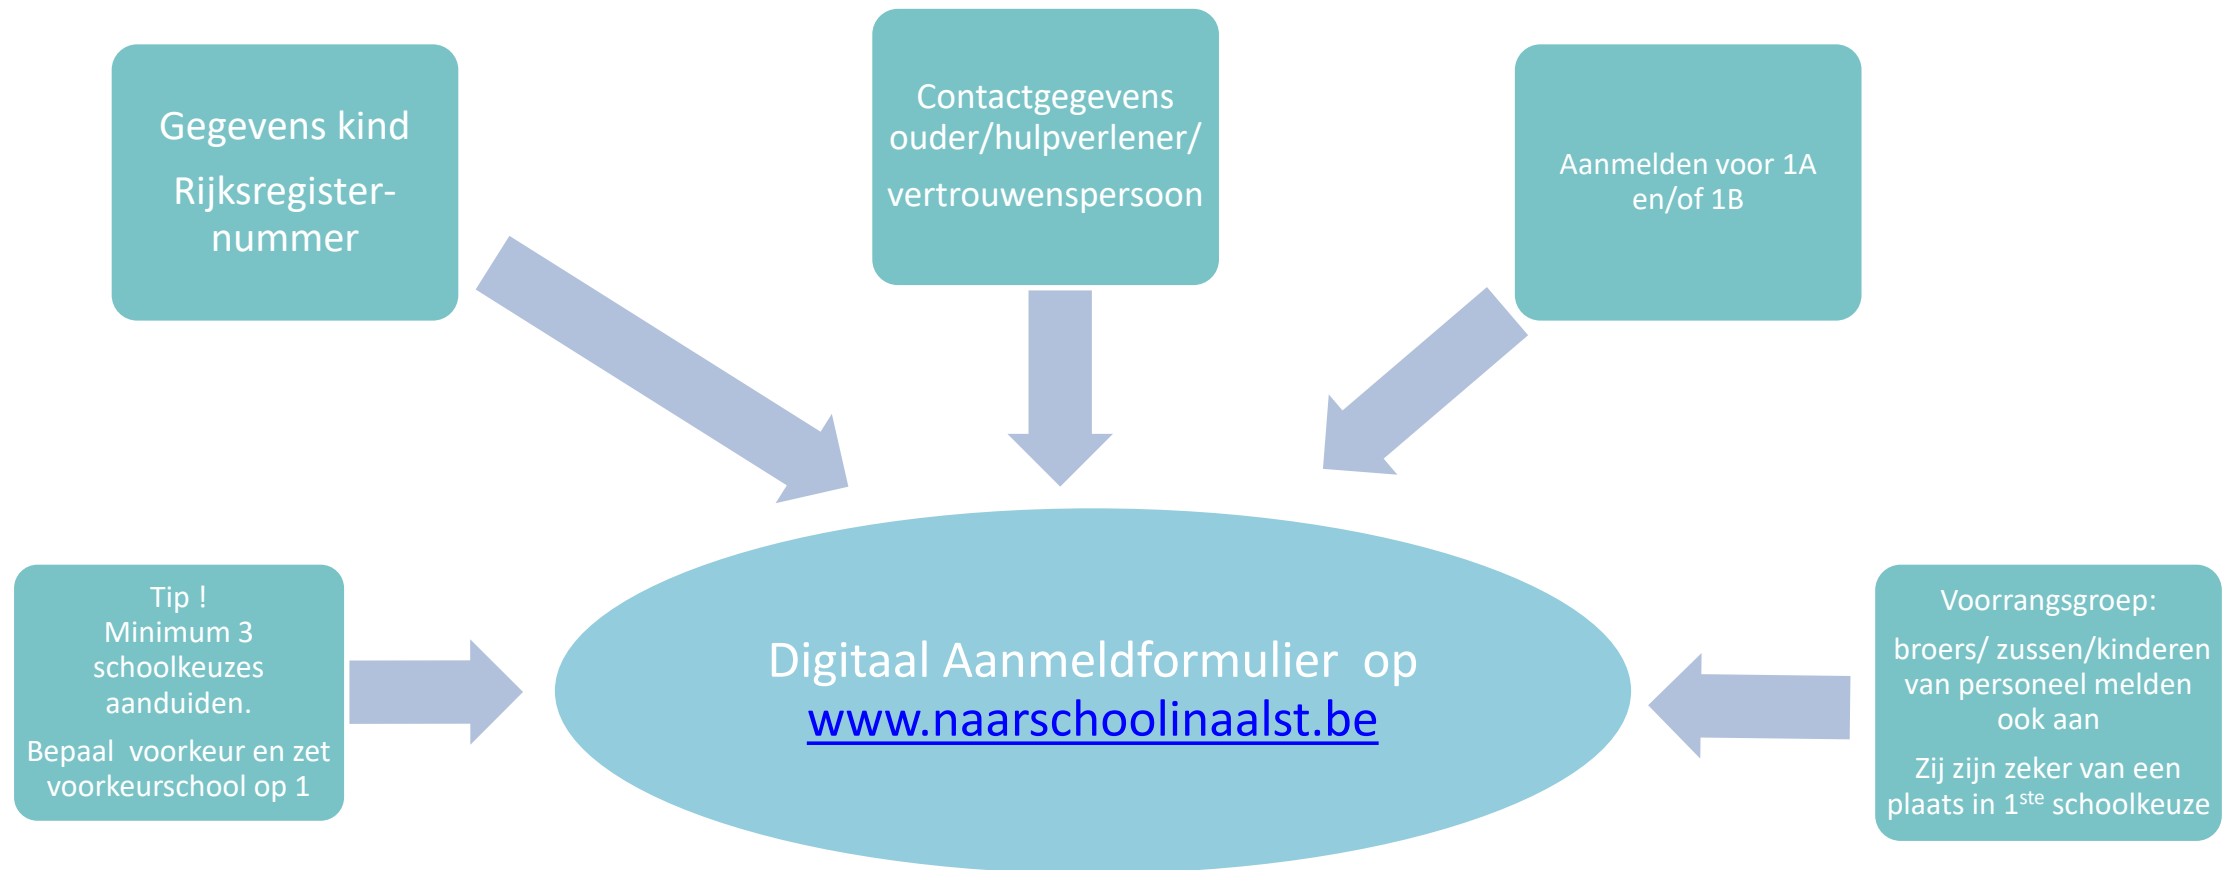 Gegevens kind
Rijksregister-
nummer
Contactgegevens
ouder/hulpverlener/
vertrouwenspersoon
Aanmelden voor 1A
en/of 1B
Tip !
Minimum 3
schoolkeuzes
aanduiden.
Bepaal voorkeur en zet
voorkeurschool op 1
Digitaal Aanmeldformulier op
www.naarschoolinaalst.be
Voorrangsgroep:
broers/ zussen/kinderen
van personeel melden
ook aan
Zij zijn zeker van een
plaats in 1ste schoolkeuze